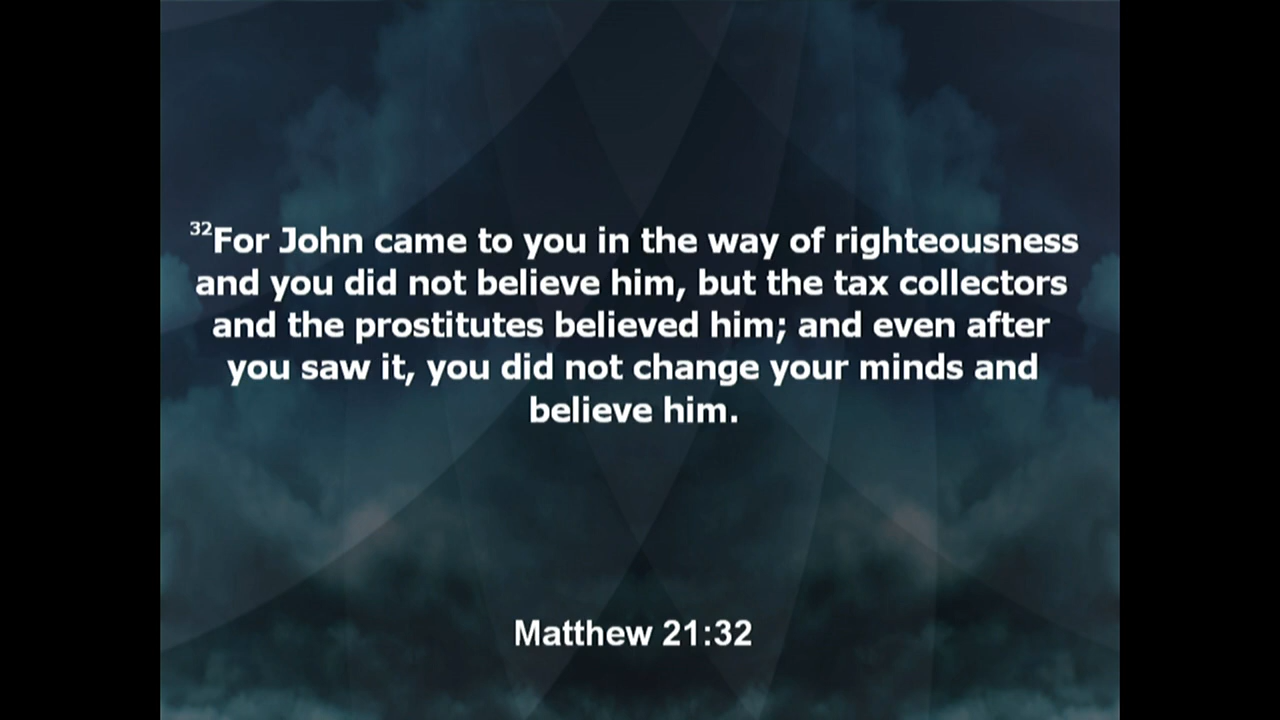 32For John came to you in the way of righteousness
and you did not believe him, but the tax collectors
and the prostitutes believed him; and even after
you saw it, you did not change your minds and
believe him.
Matthew 21:32